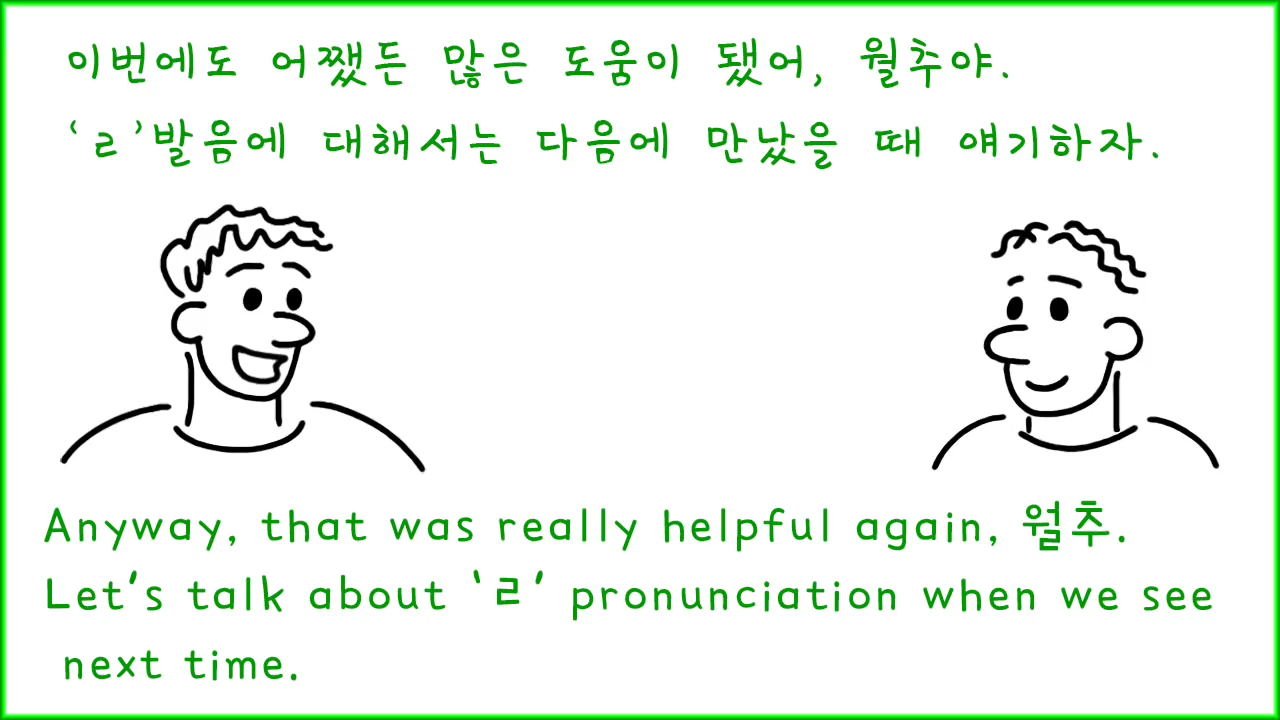 이번에도 어쨌든 많은 도움이 됐어, 월추야.
‘ㄹ’발음에 대해서는 다음에 만났을 때 얘기하자.
Anyway, that was really helpful again, 월추.
Let's talk about ‘ㄹ’ pronunciation when we see
next time.